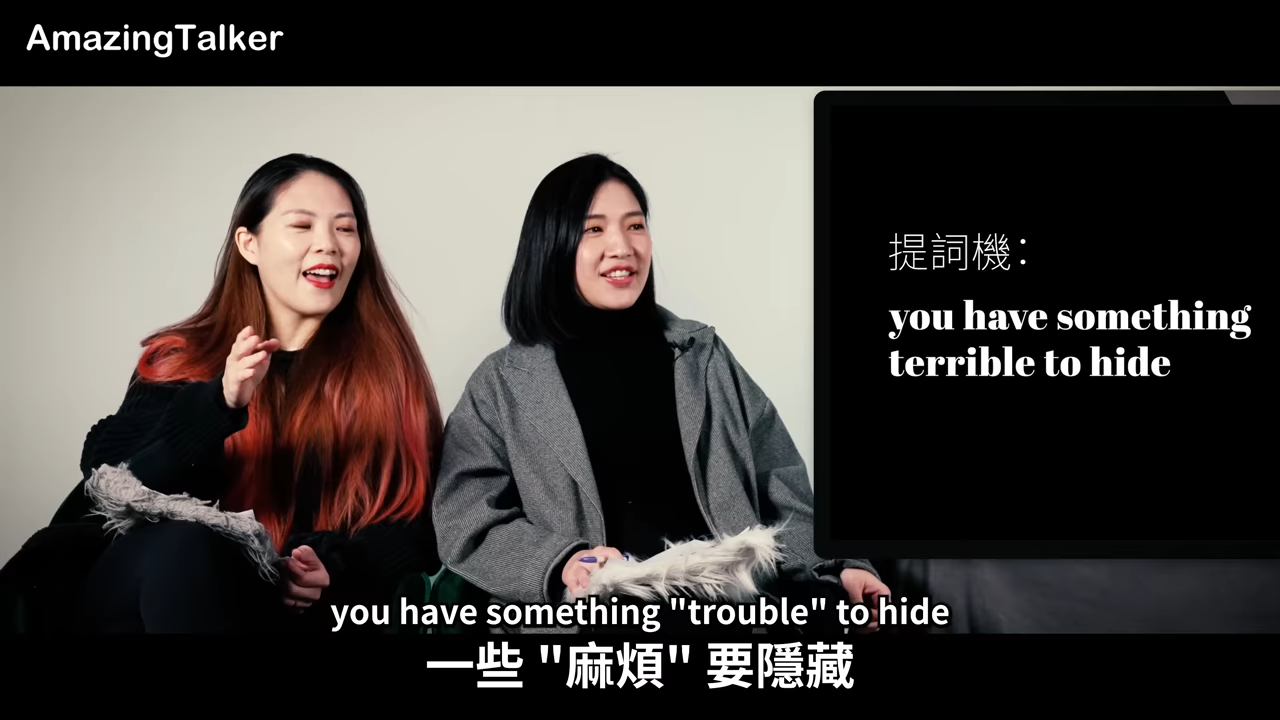 AmazingTalker
提詞機：
you have something
terrible to hide
you have something "trouble" to hide
一些 "麻煩" 要隱藏